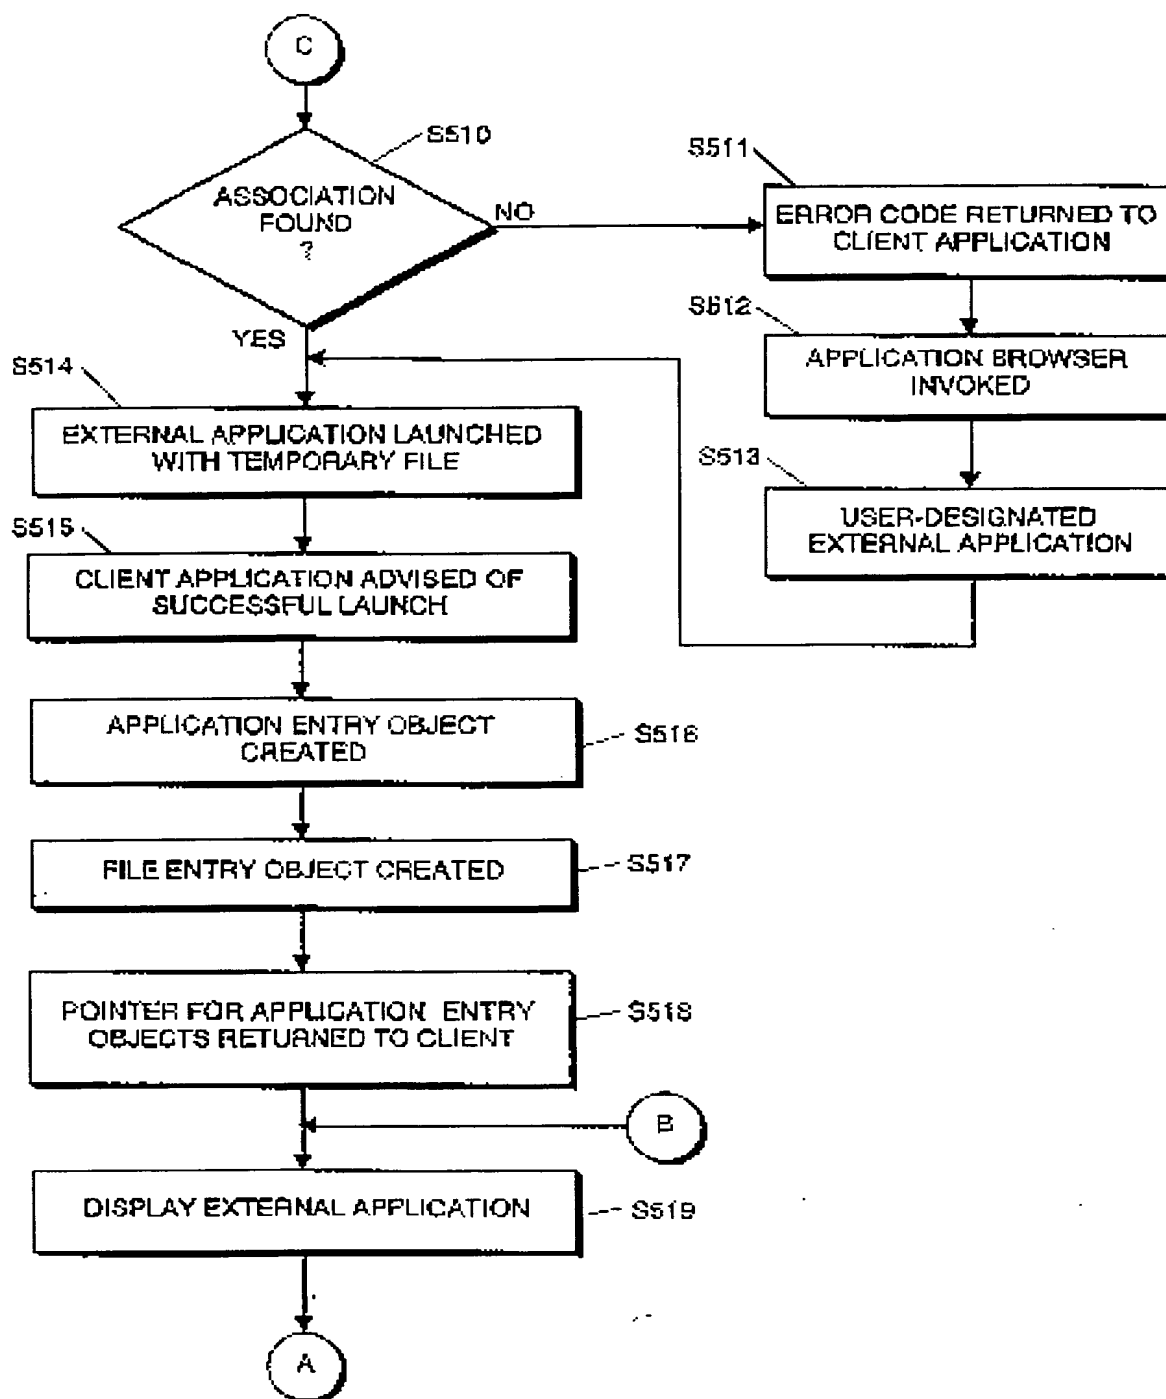 C
S510
ASSOCIATION
FOUND
?
NO
YES
S511
ERROR CODE RETURNED TO
CLIENT APPLICATION
S512
APPLICATION BROWSER
INVOKED
S513
USER-DESIGNATED
EXTERNAL APPLICATION
S514
EXTERNAL APPLICATION LAUNCHED
WITH TEMPORARY FILE
S515
CLIENT APPLICATION ADVISED OF
SUCCESSFUL LAUNCH
APPLICATION ENTRY OBJECT
CREATED
S516
FILE ENTRY OBJECT CREATED
S517
POINTER FOR APPLICATION ENTRY
OBJECTS RETURNED TO CLIENT
S518
B
DISPLAY EXTERNAL APPLICATION
S519
A